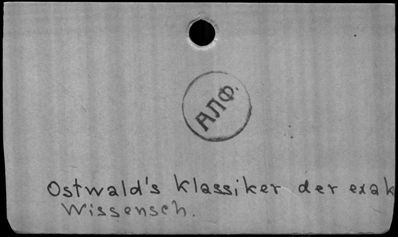 АЛФ.
Ostwald's klassiker der exak
Wissensch.